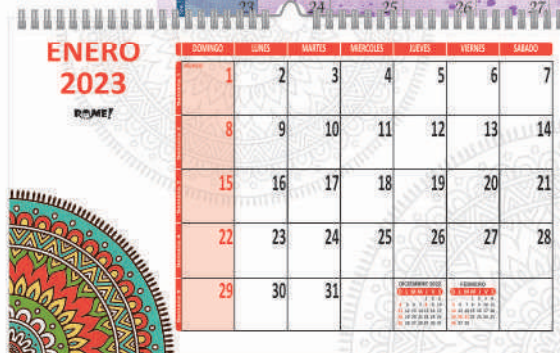 23 24 25 26 27
ENERO
2023
DOMINGO LUNES MARTES MIÉRCOLES JUEVES VIERNES SABADO
1 2 3 4 5 6 7
8 9 10 11 12 13 14
15 16 17 18 19 20 21
22 23 24 25 26 27 28
29 30 31
DICIEMBRE 2022 FEBRERO
D L M M J V S